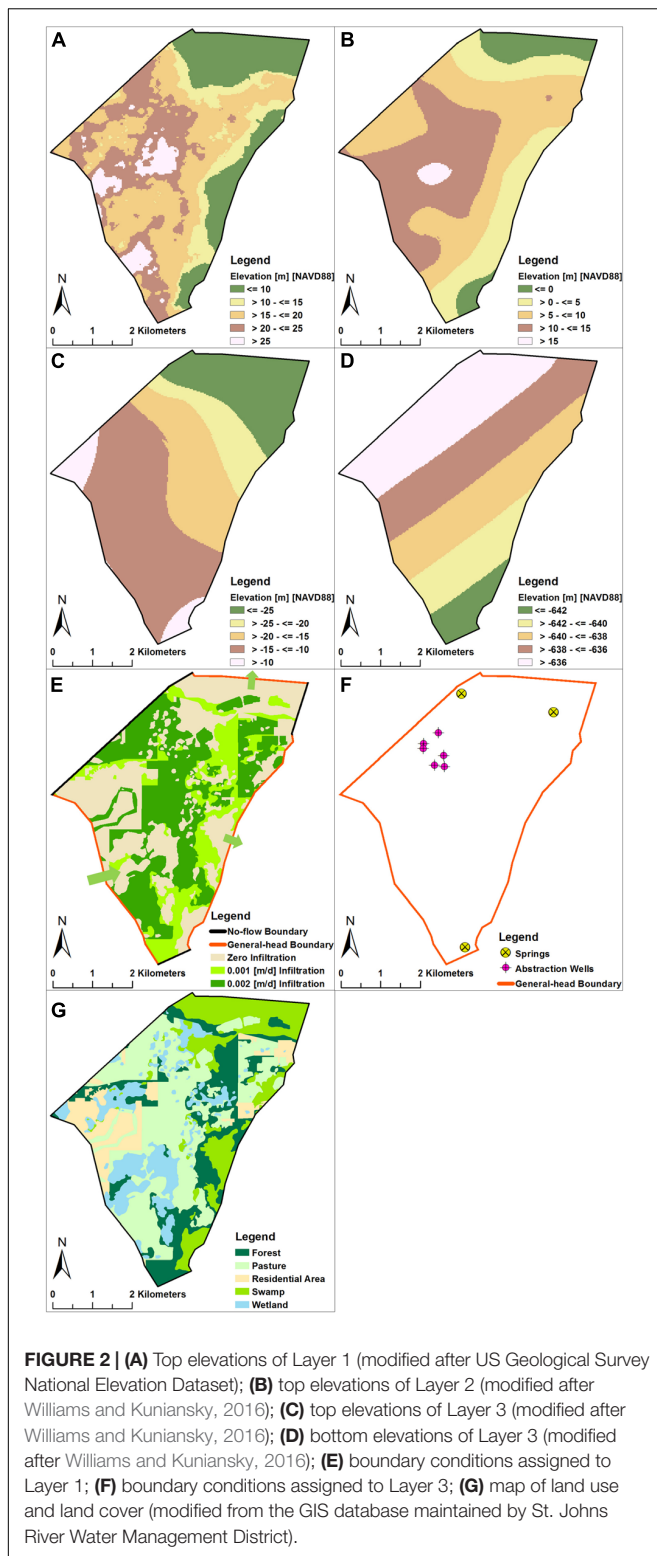 A
N
0 1 2 Kilometers
Legend
Elevation [m] [NAVD88]
<= 10
> 10 - <= 15
> 15 - <= 20
> 20 - <= 25
> 25
B
N
0 1 2 Kilometers
Legend
Elevation [m] [NAVD88]
<= 0
> 0 - <= 5
> 5 - <= 10
> 10 - <= 15
> 15
C
N
0 1 2 Kilometers
Legend
Elevation [m] [NAVD88]
<= -25
> -25 - <= -20
> -20 - <= -15
> -15 - <= -10
> -10
D
N
0 1 2 Kilometers
Legend
Elevation [m] [NAVD88]
<= -642
> -642 - <= -640
> -640 - <= -638
> -638 - <= -636
> -636
E
N
0 1 2 Kilometers
Legend
No-flow Boundary
General-head Boundary
Zero Infiltration
0.001 [m/d] Infiltration
0.002 [m/d] Infiltration
F
N
0 1 2 Kilometers
Legend
Springs
Abstraction Wells
General-head Boundary
G
N
0 1 2 Kilometers
Legend
Forest
Pasture
Residential Area
Swamp
Wetland
FIGURE 2 | (A) Top elevations of Layer 1 (modified after US Geological Survey
National Elevation Dataset); (B) top elevations of Layer 2 (modified after
Williams and Kuniansky, 2016); (C) top elevations of Layer 3 (modified after
Williams and Kuniansky, 2016); (D) bottom elevations of Layer 3 (modified
after Williams and Kuniansky, 2016); (E) boundary conditions assigned to
Layer 1; (F) boundary conditions assigned to Layer 3; (G) map of land use
and land cover (modified from the GIS database maintained by St. Johns
River Water Management District).